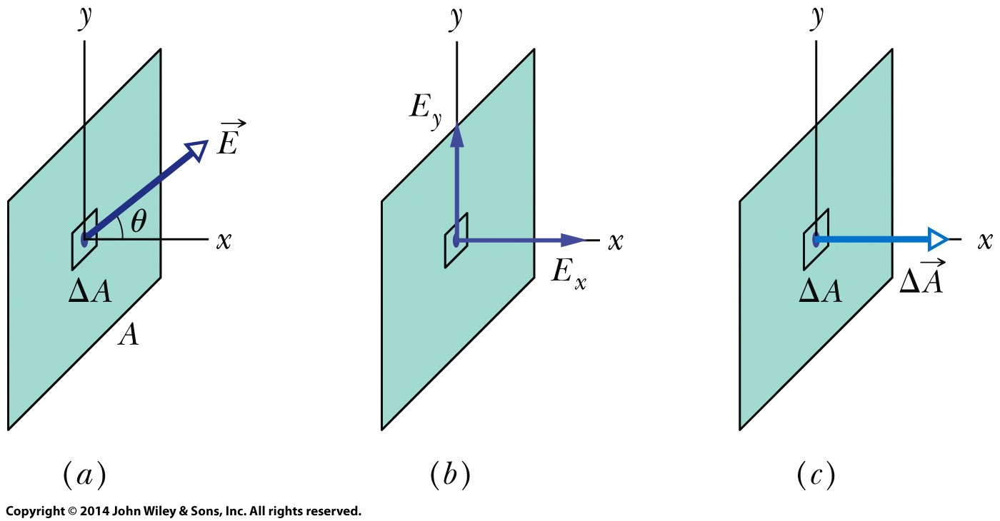 y
E⃗
θ
x
ΔA
A
(a)
y
E_y
x
E_x
(b)
y
x
ΔA
ΔA⃗
(c)
Copyright © 2014 John Wiley & Sons, Inc. All rights reserved.